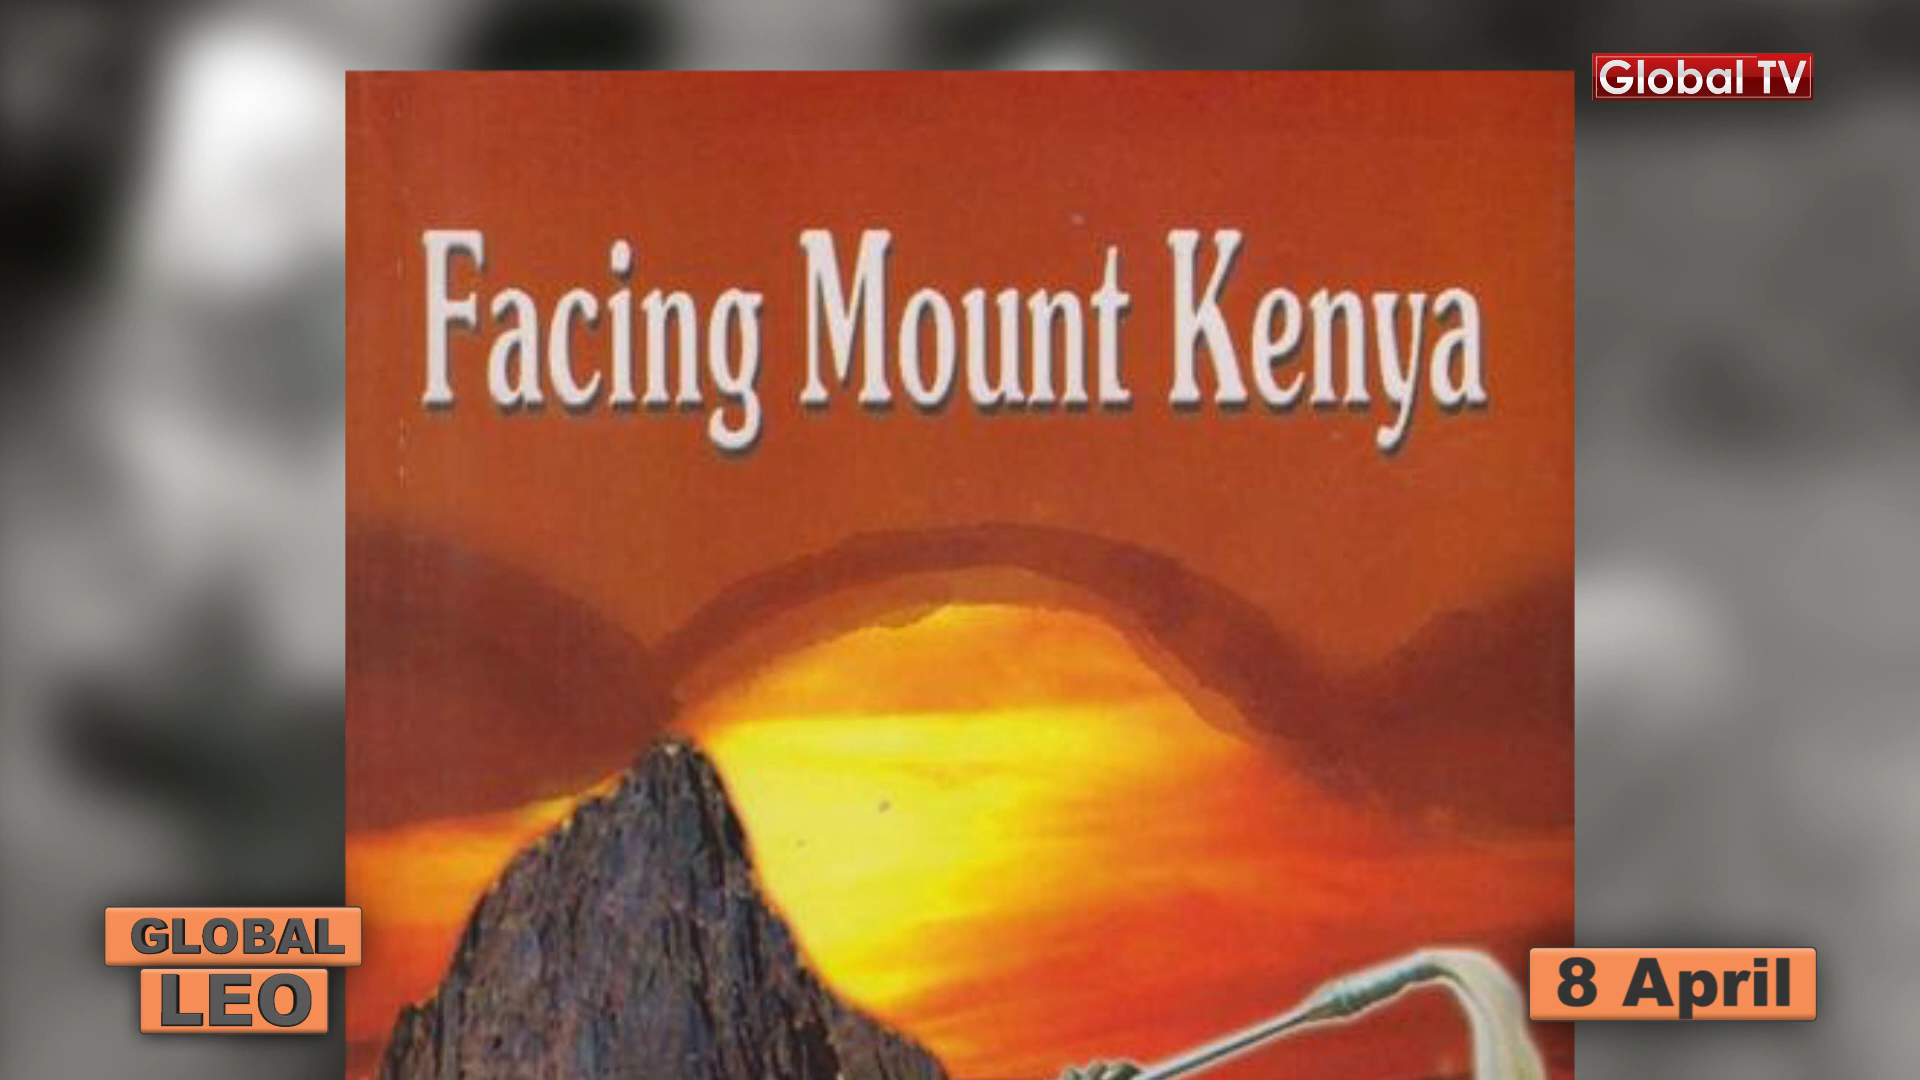 Global TV
Facing Mount Kenya
GLOBAL
LEO
8 April